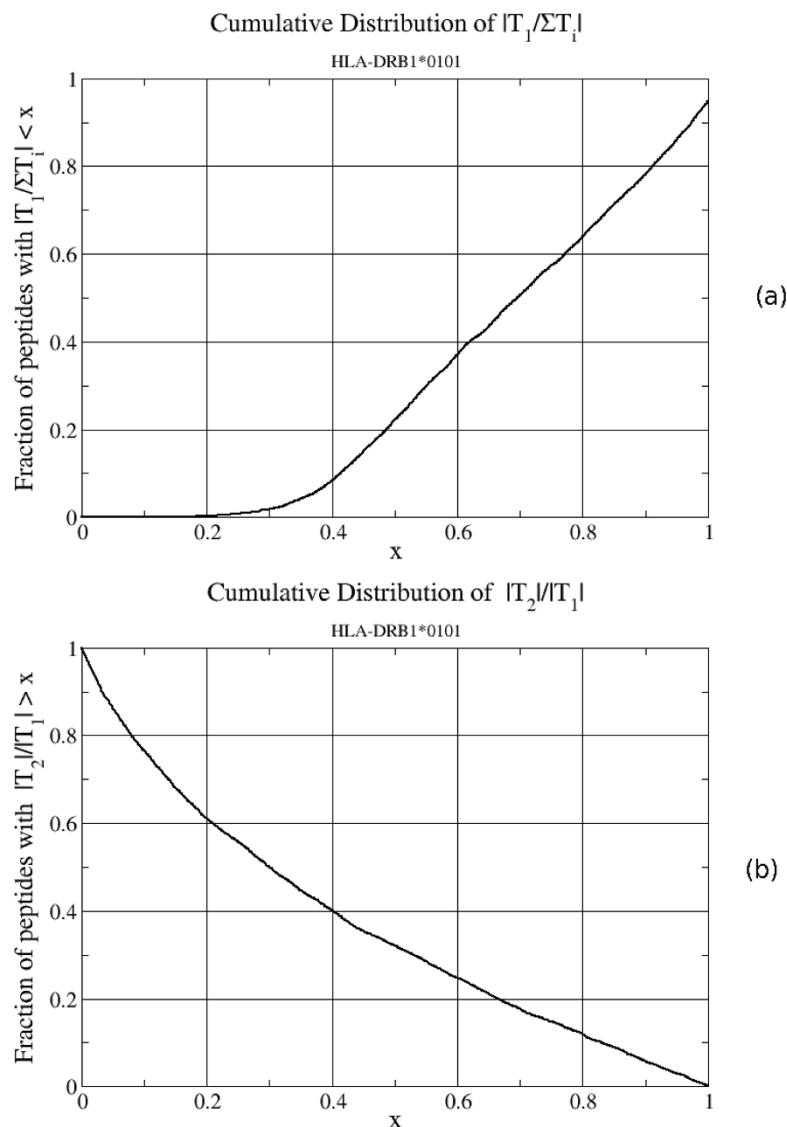 Cumulative Distribution of |T₁/ΣTᵢ|
HLA-DRB1*0101
Fraction of peptides with |T₁/ΣTᵢ| < x
1
0.8
0.6
0.4
0.2
0
0 0.2 0.4 0.6 0.8 1
x
(a)
Cumulative Distribution of |T₂|/|T₁|
HLA-DRB1*0101
Fraction of peptides with |T₂|/|T₁| > x
1
0.8
0.6
0.4
0.2
0
0 0.2 0.4 0.6 0.8 1
x
(b)